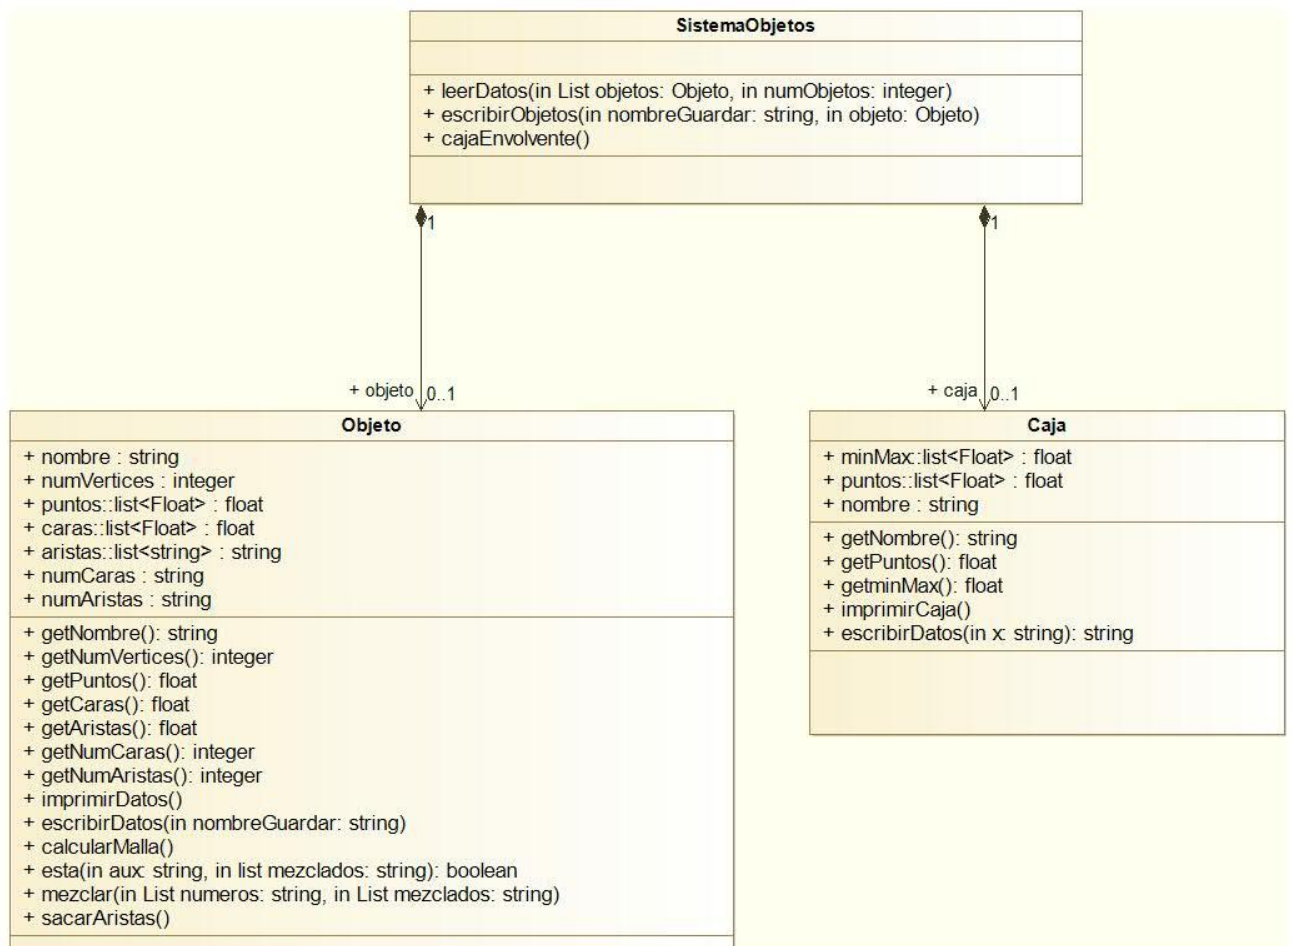 SistemaObjetos
+ leerDatos(in List objetos: Objeto, in numObjetos: integer)
+ escribirObjetos(in nombreGuardar: string, in objeto: Objeto)
+ cajaEnvolvente()
1
1
+ objeto
0..1
+ caja
0..1
Objeto
+ nombre : string
+ numVertices : integer
+ puntos::list<Float> : float
+ caras::list<Float> : float
+ aristas::list<string> : string
+ numCaras : string
+ numAristas : string
+ getNombre(): string
+ getNumVertices(): integer
+ getPuntos(): float
+ getCaras(): float
+ getAristas(): float
+ getNumCaras(): integer
+ getNumAristas(): integer
+ imprimirDatos()
+ escribirDatos(in nombreGuardar: string)
+ calcularMalla()
+ esta(in aux: string, in list mezclados: string): boolean
+ mezclar(in List numeros: string, in List mezclados: string)
+ sacarAristas()
Caja
+ minMax::list<Float> : float
+ puntos::list<Float> : float
+ nombre : string
+ getNombre(): string
+ getPuntos(): float
+ getminMax(): float
+ imprimirCaja()
+ escribirDatos(in x: string): string